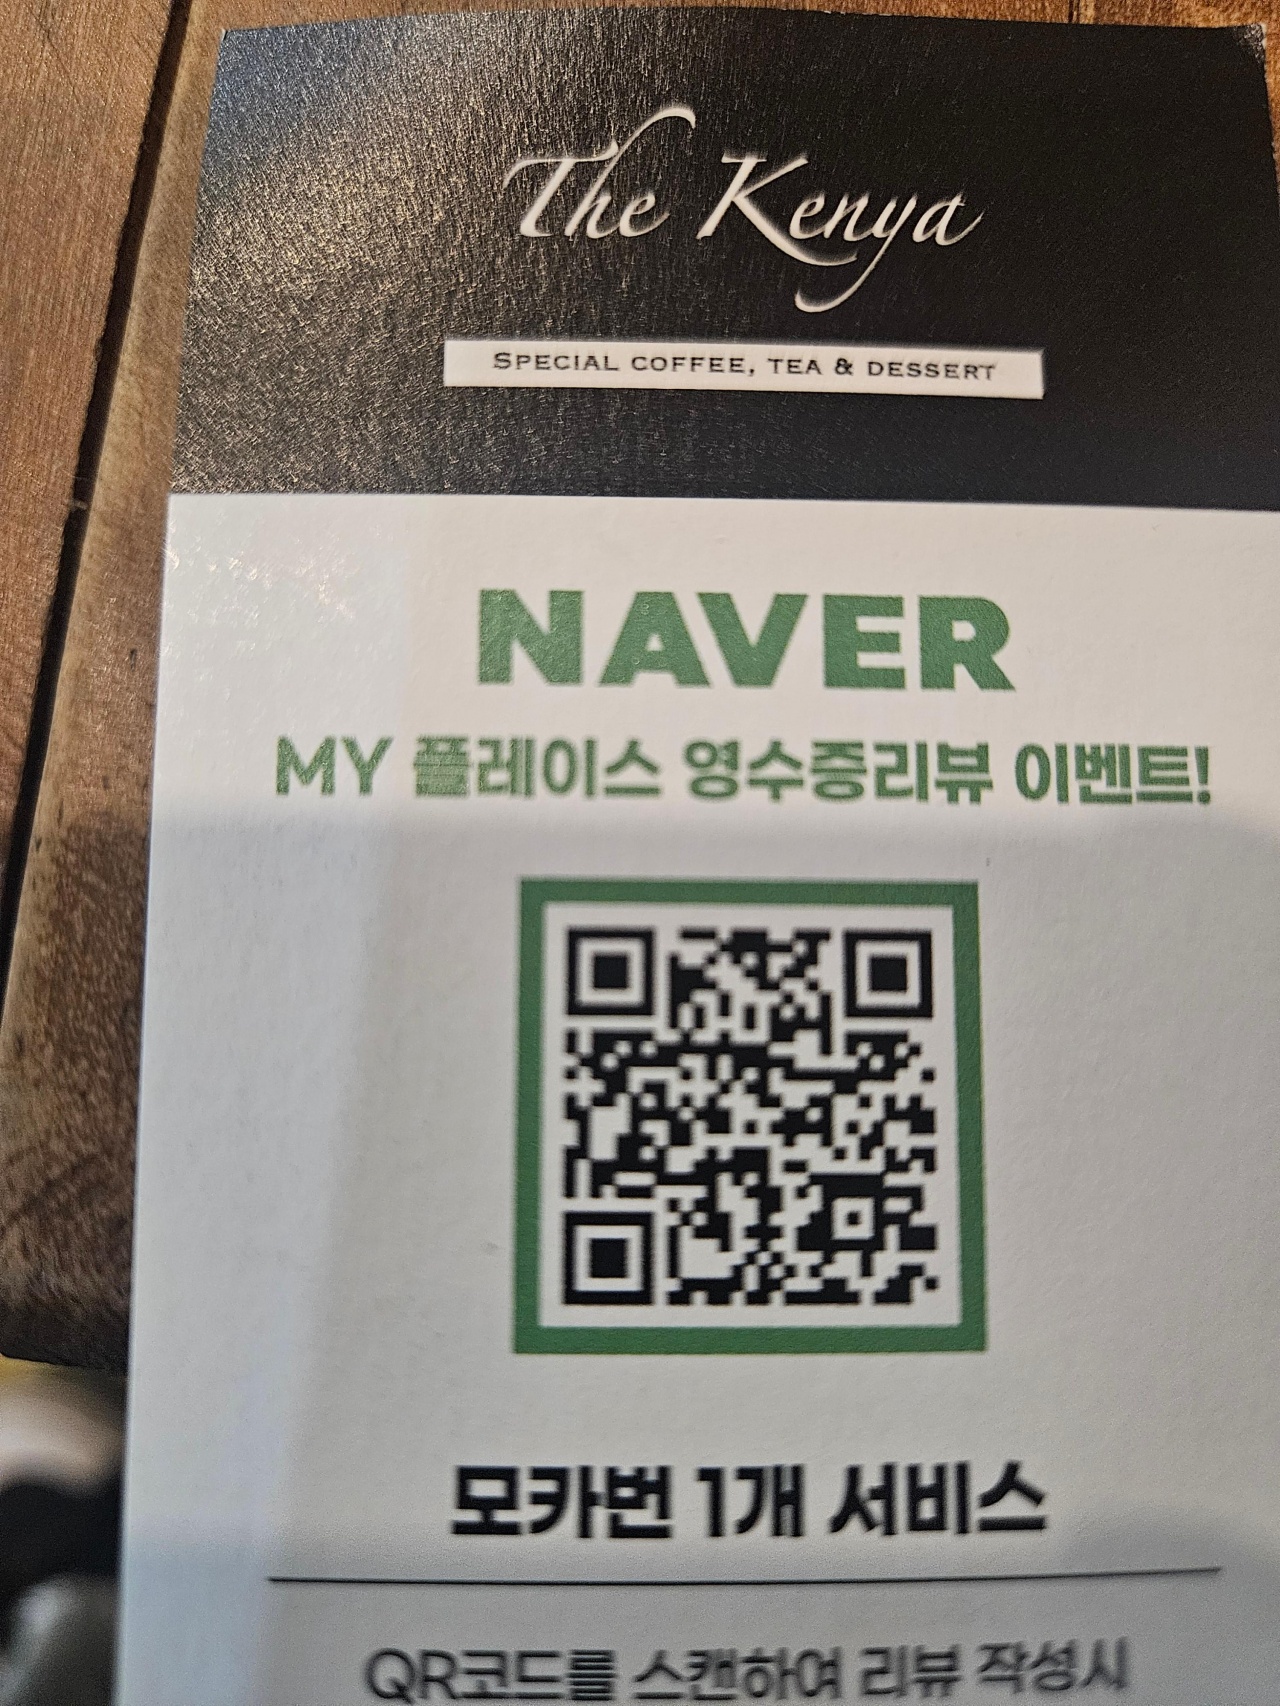 The Kenya
SPECIAL COFFEE, TEA & DESSERT
NAVER
MY 플레이스 영수증리뷰 이벤트!
모카번 1개 서비스
QR코드를 스캔하여 리뷰 작성시